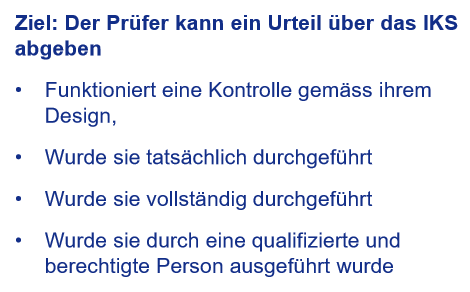 Ziel: Der Prüfer kann ein Urteil über das IKS
abgeben
• Funktioniert eine Kontrolle gemäss ihrem
Design,
• Wurde sie tatsächlich durchgeführt
• Wurde sie vollständig durchgeführt
• Wurde sie durch eine qualifizierte und
berechtigte Person ausgeführt wurde